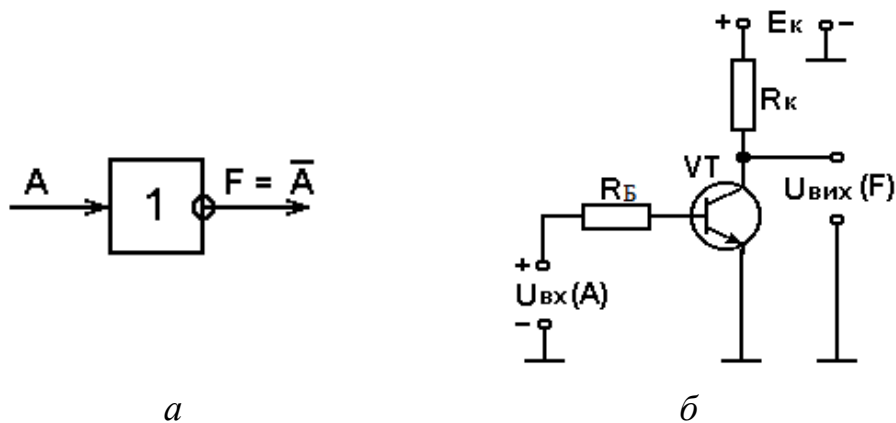 A
1
F = A̅
а
+ Eк −
Rк
VT
RБ
Uвих (F)
+
Uвх (A)
−
б